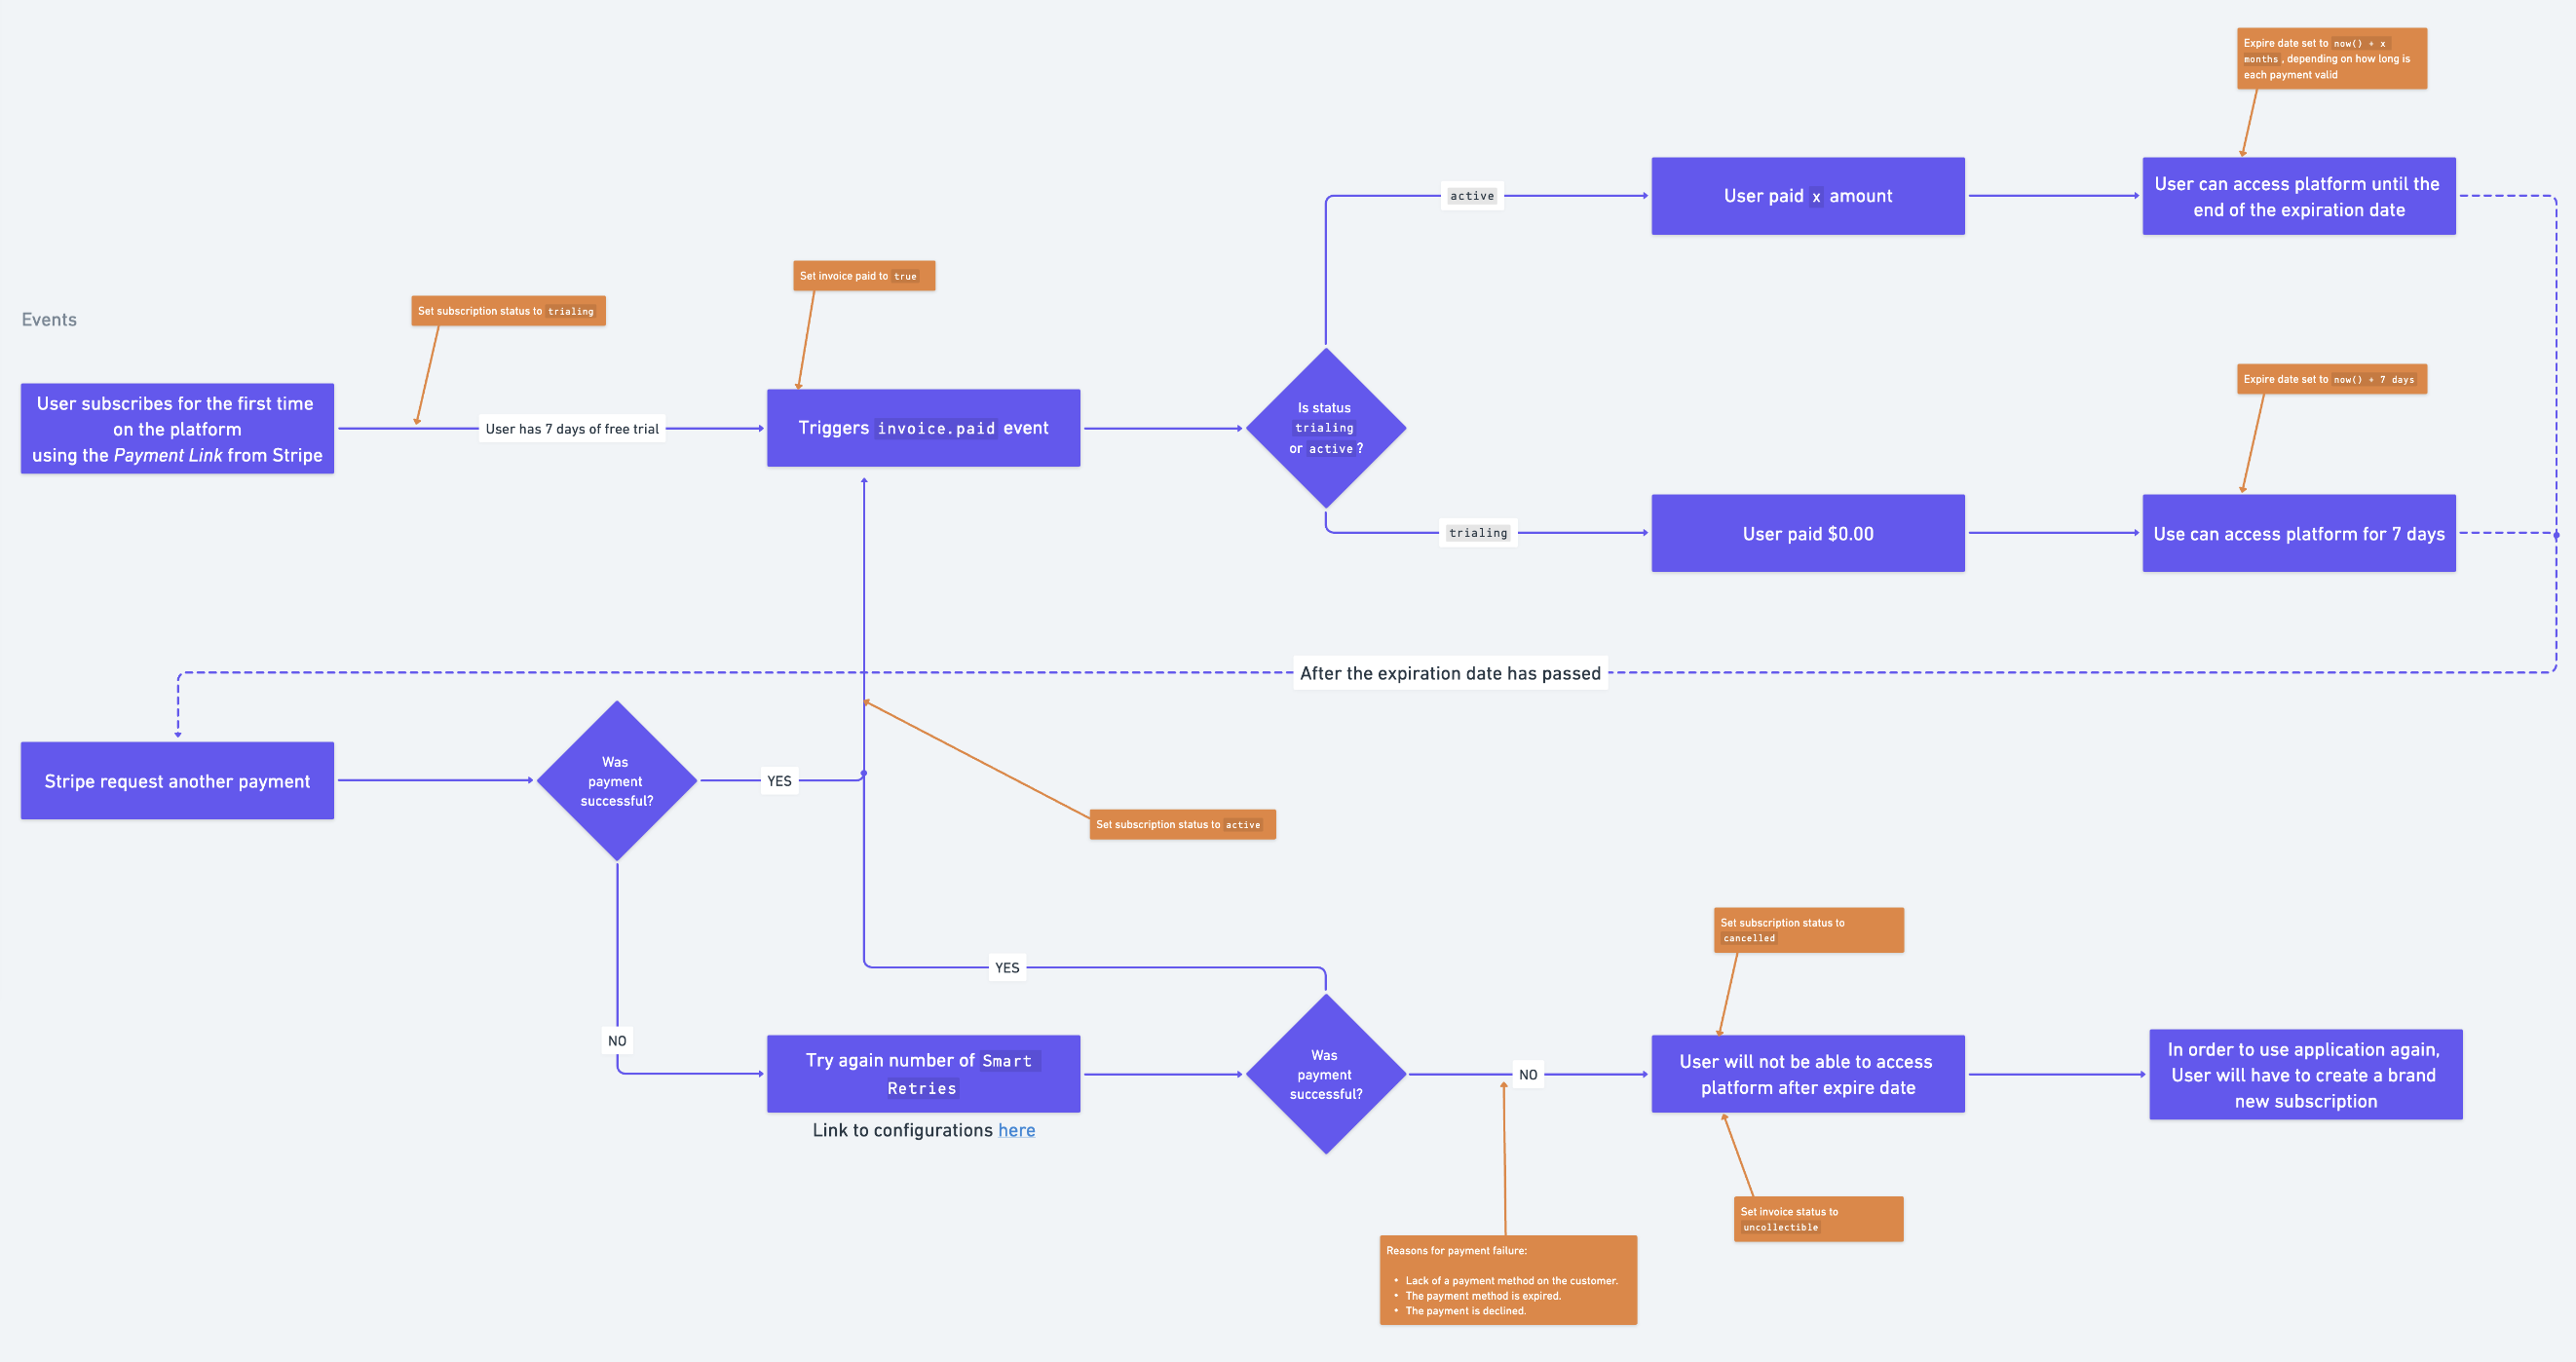 Expire date set to now() + x
months, depending on how long is
each payment valid
active
User paid x amount
User can access platform until the
end of the expiration date
Set invoice paid to true
Set subscription status to trialing
Events
User subscribes for the first time
on the platform
using the Payment Link from Stripe
User has 7 days of free trial
Triggers invoice.paid event
Is status
trialing
or active?
Expire date set to now() + 7 days
trialing
User paid $0.00
Use can access platform for 7 days
After the expiration date has passed
Stripe request another payment
Was
payment
successful?
YES
Set subscription status to active
YES
NO
Try again number of Smart
Retries
Link to configurations here
Was
payment
successful?
NO
Set subscription status to
cancelled
User will not be able to access
platform after expire date
In order to use application again,
User will have to create a brand
new subscription
Set invoice status to
uncollectible
Reasons for payment failure:
• Lack of a payment method on the customer.
• The payment method is expired.
• The payment is declined.